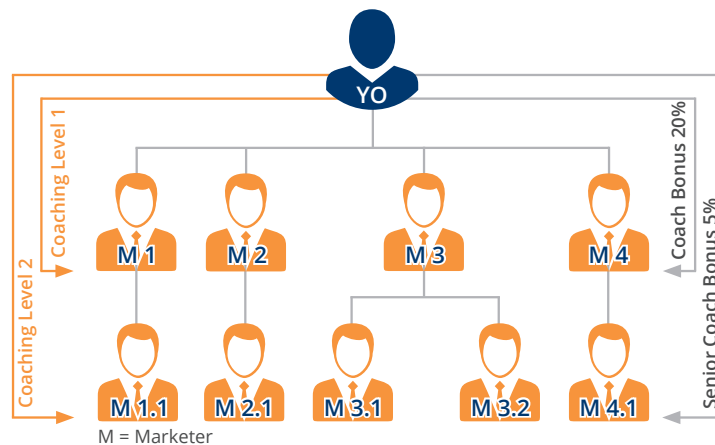 YO
Coaching Level 1
Coaching Level 2
Coach Bonus 20%
Senior Coach Bonus 5%
M 1
M 2
M 3
M 4
M 1.1
M 2.1
M 3.1
M 3.2
M 4.1
M = Marketer